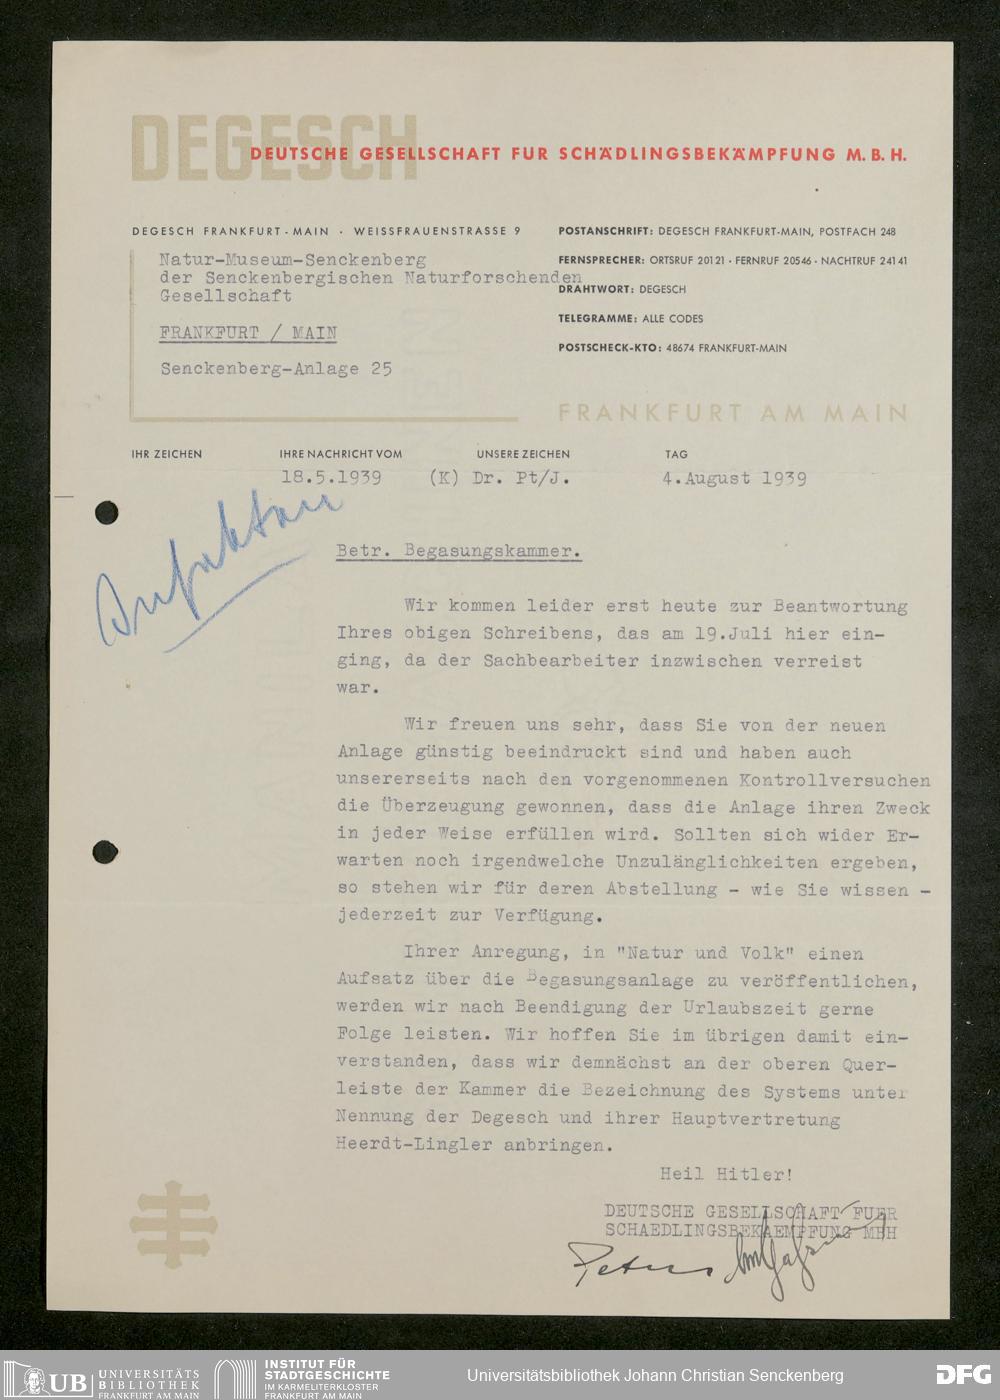 DEGESCH
DEUTSCHE GESELLSCHAFT FUR SCHÄDLINGSBEKÄMPFUNG M. B. H.
DEGESCH FRANKFURT-MAIN · WEISSFRAUENSTRASSE 9
Natur-Museum-Senckenberg
der Senckenbergischen Naturforschenden
Gesellschaft
FRANKFURT / MAIN
Senckenberg-Anlage 25
POSTANSCHRIFT: DEGESCH FRANKFURT-MAIN, POSTFACH 248
FERNSPRECHER: ORTSRUF 20121 · FERNRUF 20546 · NACHTRUF 24141
DRAHTWORT: DEGESCH
TELEGRAMME: ALLE CODES
POSTSCHECK-KTO: 48674 FRANKFURT-MAIN
FRANKFURT AM MAIN
IHR ZEICHEN IHRE NACHRICHT VOM UNSERE ZEICHEN TAG
18.5.1939 (K) Dr. Pt/J. 4.August 1939
Betr. Begasungskammer.
Wir kommen leider erst heute zur Beantwortung
Ihres obigen Schreibens, das am 19.Juli hier ein-
ging, da der Sachbearbeiter inzwischen verreist
war.
Wir freuen uns sehr, dass Sie von der neuen
Anlage günstig beeindruckt sind und haben auch
unsererseits nach den vorgenommenen Kontrollversuchen
die Überzeugung gewonnen, dass die Anlage ihren Zweck
in jeder Weise erfüllen wird. Sollten sich wider Er-
warten noch irgendwelche Unzulänglichkeiten ergeben,
so stehen wir für deren Abstellung - wie Sie wissen -
jederzeit zur Verfügung.
Ihrer Anregung, in "Natur und Volk" einen
Aufsatz über die Begasungsanlage zu veröffentlichen,
werden wir nach Beendigung der Urlaubszeit gerne
Folge leisten. Wir hoffen Sie im übrigen damit ein-
verstanden, dass wir demnächst an der oberen Quer-
leiste der Kammer die Bezeichnung des Systems unter
Nennung der Degesch und ihrer Hauptvertretung
Heerdt-Lingler anbringen.
Heil Hitler!
DEUTSCHE GESELLSCHAFT FUER
SCHAEDLINGSBEKAEMPFUNG MBH
Peters
UB UNIVERSITÄTS
BIBLIOTHEK
FRANKFURT AM MAIN
INSTITUT FÜR
STADTGESCHICHTE
IM KARMELITERKLOSTER
FRANKFURT AM MAIN
Universitätsbibliothek Johann Christian Senckenberg
DFG